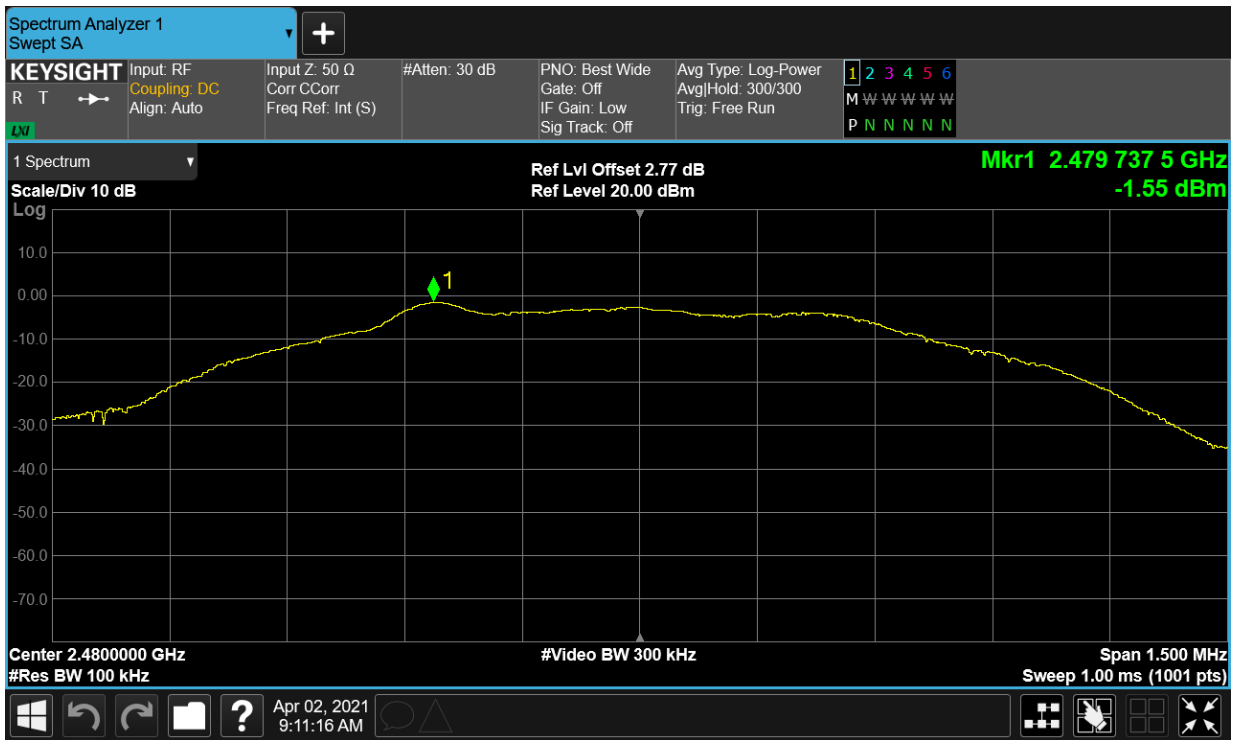 Spectrum Analyzer 1
Swept SA
KEYSIGHT
R T
LXI
Input: RF
Coupling: DC
Align: Auto
Input Z: 50 Ω
Corr CCorr
Freq Ref: Int (S)
#Atten: 30 dB
PNO: Best Wide
Gate: Off
IF Gain: Low
Sig Track: Off
Avg Type: Log-Power
Avg|Hold: 300/300
Trig: Free Run
1 2 3 4 5 6
M W W W W W
P N N N N N
1 Spectrum
Scale/Div 10 dB
Log
Ref Lvl Offset 2.77 dB
Ref Level 20.00 dBm
Mkr1 2.479 737 5 GHz
-1.55 dBm
1
10.0
0.00
-10.0
-20.0
-30.0
-40.0
-50.0
-60.0
-70.0
Center 2.4800000 GHz
#Res BW 100 kHz
#Video BW 300 kHz
Span 1.500 MHz
Sweep 1.00 ms (1001 pts)
?
Apr 02, 2021
9:11:16 AM